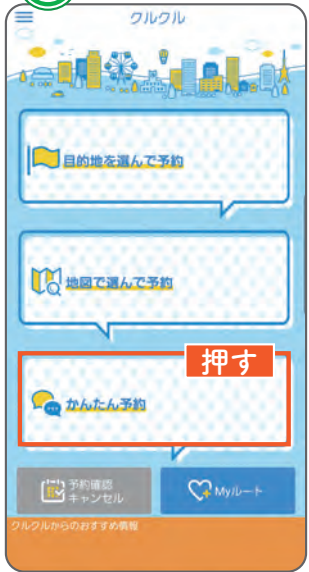 クルクル
目的地を選んで予約
地図で選んで予約
押す
かんたん予約
予約確認
キャンセル
Myルート
クルクルからのおすすめ情報